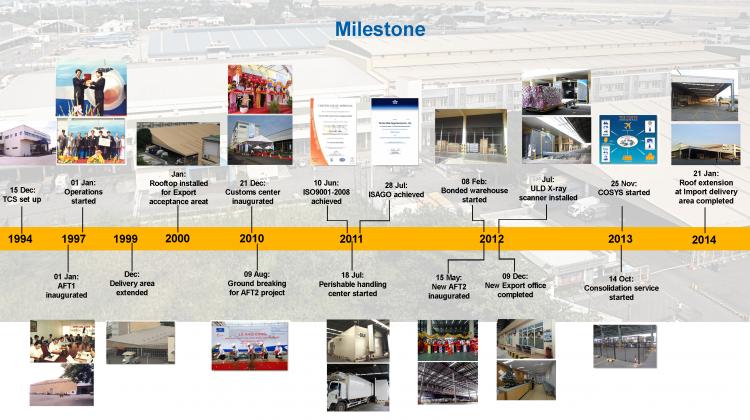 Milestone
15 Dec:
TCS set up
01 Jan:
Operations
started
Jan:
Rooftop installed
for Export
acceptance areat
21 Dec:
Customs center
inaugurated
10 Jun:
ISO9001-2008
achieved
28 Jul:
ISAGO achieved
08 Feb:
Bonded warehouse
started
Jul:
ULD X-ray
scanner installed
25 Nov:
COSYS started
21 Jan:
Roof extension
at Import delivery
area completed
1994
1997
1999
2000
2010
2011
2012
2013
2014
01 Jan:
AFT1
inaugurated
Dec:
Delivery area
extended
09 Aug:
Ground breaking
for AFT2 project
18 Jul:
Perishable handling
center started
15 May:
New AFT2
inaugurated
09 Dec:
New Export office
completed
14 Oct:
Consolidation service
started